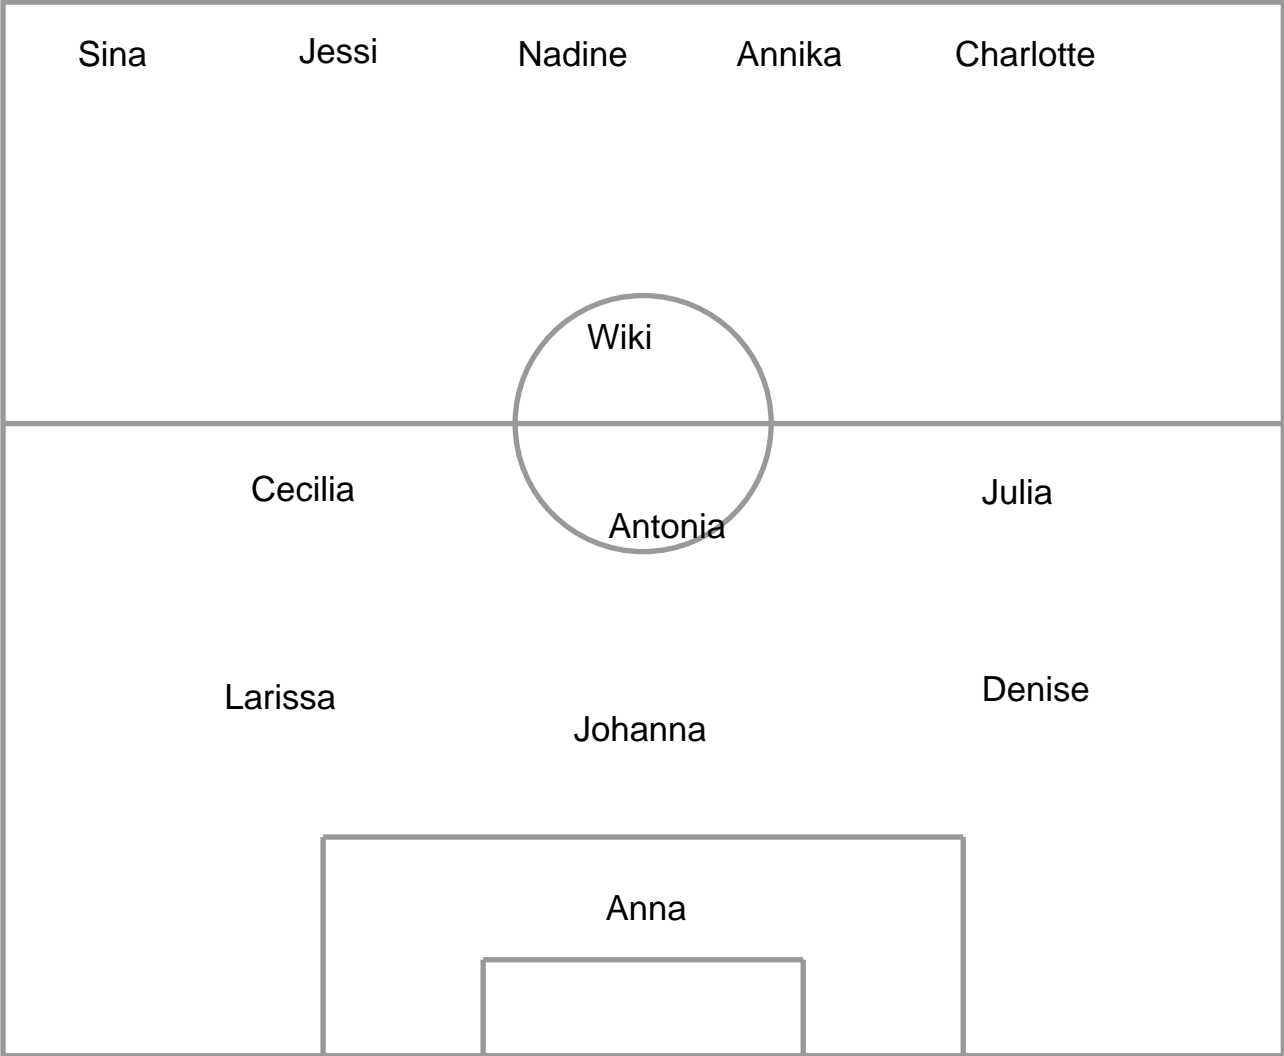 Sina Jessi Nadine Annika Charlotte
Wiki
Cecilia Julia
Antonia
Larissa Denise
Johanna
Anna